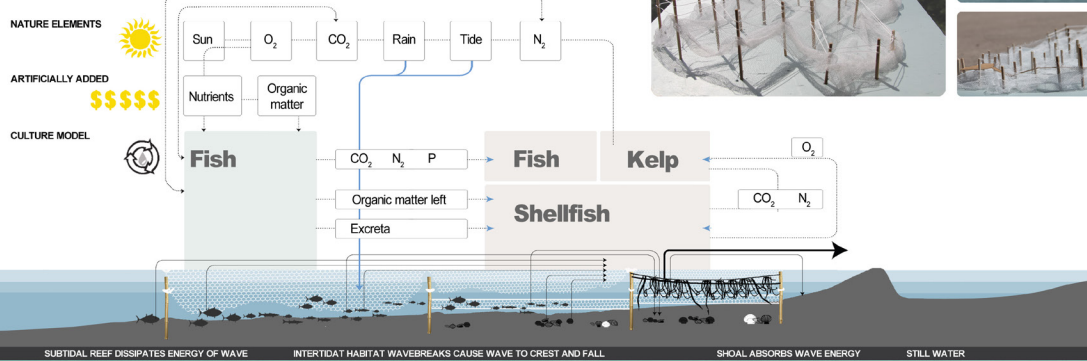 NATURE ELEMENTS
Sun
O2
CO2
Rain
Tide
N2
ARTIFICIALLY ADDED
$$$$$
Nutrients
Organic
matter
CULTURE MODEL
Fish
CO2 N2 P
Fish
Kelp
O2
Organic matter left
CO2 N2
Shellfish
Excreta
SUBTIDAL REEF DISSIPATES ENERGY OF WAVE
INTERTIDAT HABITAT WAVEBREAKS CAUSE WAVE TO CREST AND FALL
SHOAL ABSORBS WAVE ENERGY
STILL WATER